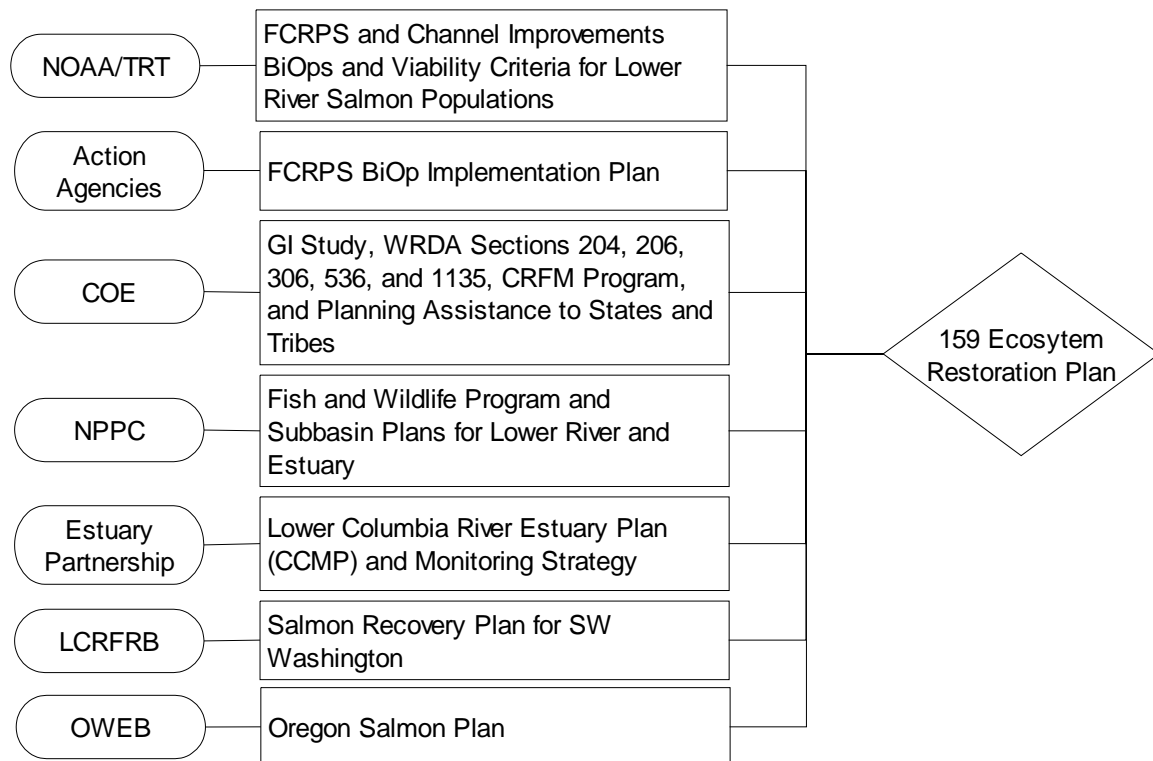 NOAA/TRT
FCRPS and Channel Improvements
BiOps and Viability Criteria for Lower
River Salmon Populations
Action
Agencies
FCRPS BiOp Implementation Plan
COE
GI Study, WRDA Sections 204, 206,
306, 536, and 1135, CRFM Program,
and Planning Assistance to States and
Tribes
NPPC
Fish and Wildlife Program and
Subbasin Plans for Lower River and
Estuary
Estuary
Partnership
Lower Columbia River Estuary Plan
(CCMP) and Monitoring Strategy
LCRFRB
Salmon Recovery Plan for SW
Washington
OWEB
Oregon Salmon Plan
159 Ecosytem
Restoration Plan